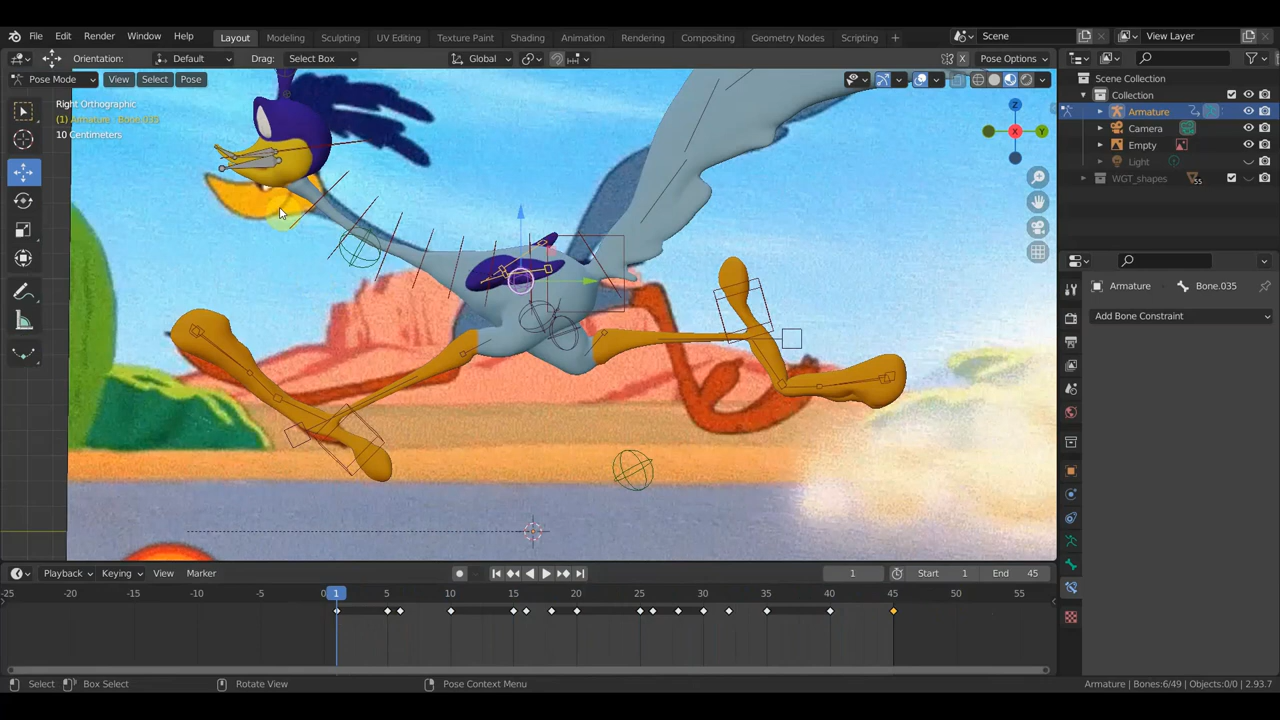 File Edit Render Window Help Layout Modeling Sculpting UV Editing Texture Paint Shading Animation Rendering Compositing Geometry Nodes Scripting + Scene View Layer
Orientation: Default Drag: Select Box Global Pose Options
Pose Mode View Select Pose
Right Orthographic
(1) Armature : Bone.035
10 Centimeters
Z
X
Y
Scene Collection
Collection
Armature
Camera
Empty
Light
WGT_shapes 55
Armature Bone.035
Add Bone Constraint
Playback Keying View Marker 1 Start 1 End 45
-25 -20 -15 -10 -5 0 1 5 10 15 20 25 30 35 40 45 50 55
Select Box Select Rotate View Pose Context Menu Armature | Bones:6/49 | Objects:0/0 | 2.93.7